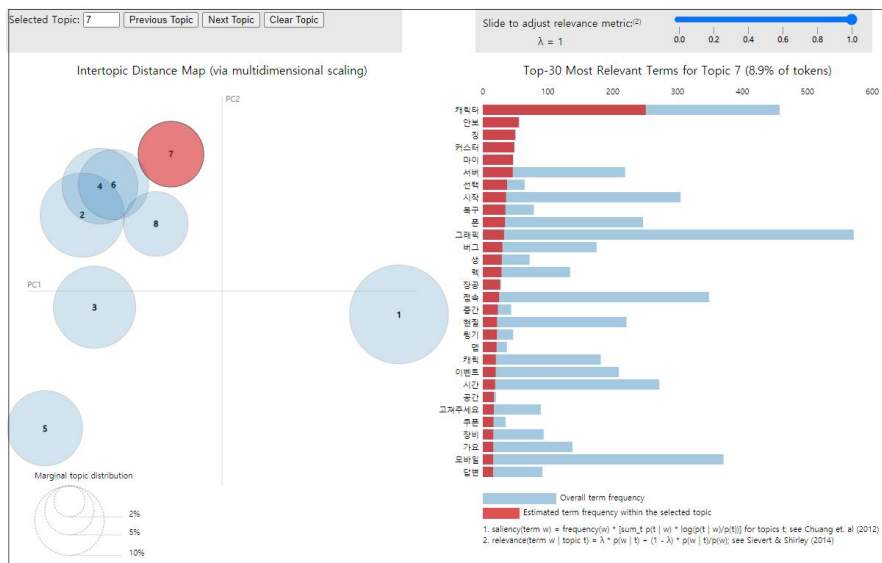 Selected Topic: 7 Previous Topic Next Topic Clear Topic
Slide to adjust relevance metric:(2)
λ = 1
0.0 0.2 0.4 0.6 0.8 1.0
Intertopic Distance Map (via multidimensional scaling)
PC2
PC1
7
4
6
2
8
3
1
5
Marginal topic distribution
2%
5%
10%
Top-30 Most Relevant Terms for Topic 7 (8.9% of tokens)
0 100 200 300 400 500 600
캐릭터
안보
징
커스터
마이
서버
선택
시작
복구
폰
그래픽
버그
생
렉
장공
접속
중간
현질
튕기
맵
캐릭
이벤트
시간
공간
고쳐주세요
쿠폰
장비
가요
모바일
답변
Overall term frequency
Estimated term frequency within the selected topic
1. saliency(term w) = frequency(w) * [sum_t p(t | w) * log(p(t | w)/p(t))] for topics t; see Chuang et. al (2012)
2. relevance(term w | topic t) = λ * p(w | t) + (1 - λ) * p(w | t)/p(w); see Sievert & Shirley (2014)